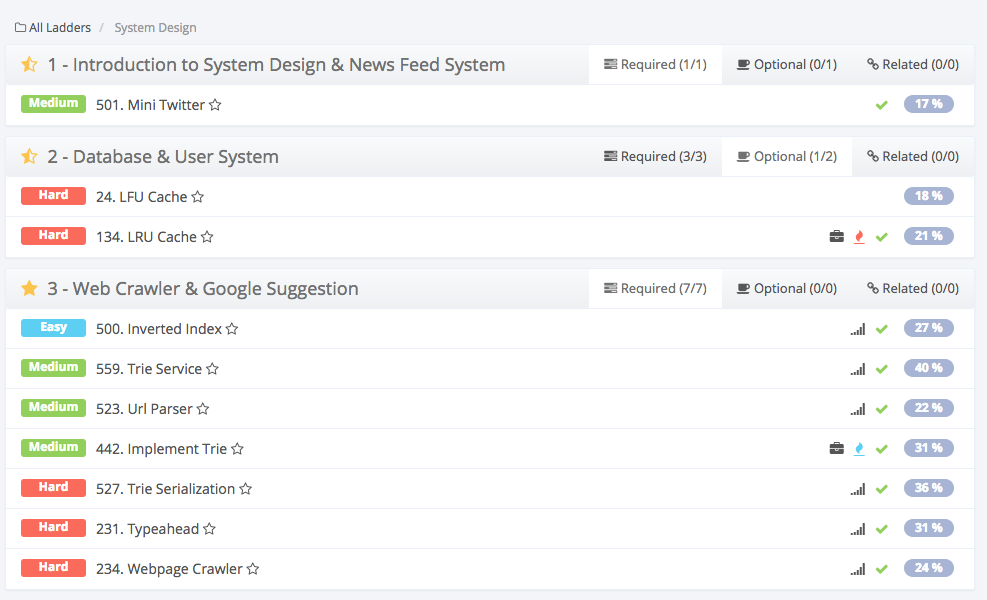 All Ladders / System Design
1 - Introduction to System Design & News Feed System Required (1/1) Optional (0/1) Related (0/0)
Medium 501. Mini Twitter 17 %
2 - Database & User System Required (3/3) Optional (1/2) Related (0/0)
Hard 24. LFU Cache 18 %
Hard 134. LRU Cache 21 %
3 - Web Crawler & Google Suggestion Required (7/7) Optional (0/0) Related (0/0)
Easy 500. Inverted Index 27 %
Medium 559. Trie Service 40 %
Medium 523. Url Parser 22 %
Medium 442. Implement Trie 31 %
Hard 527. Trie Serialization 36 %
Hard 231. Typeahead 31 %
Hard 234. Webpage Crawler 24 %